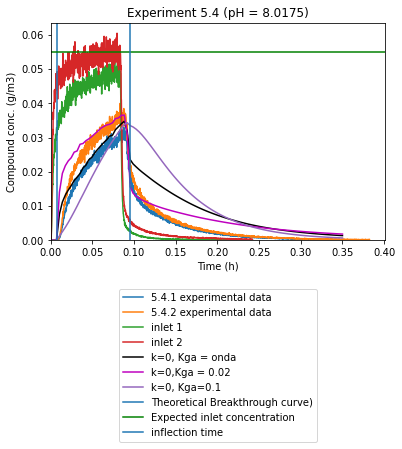 Experiment 5.4 (pH = 8.0175)
Compound conc. (g/m3)
0.06
0.05
0.04
0.03
0.02
0.01
0.00
0.00 0.05 0.10 0.15 0.20 0.25 0.30 0.35 0.40
Time (h)
5.4.1 experimental data
5.4.2 experimental data
inlet 1
inlet 2
k=0, Kga = onda
k=0,Kga = 0.02
k=0, Kga=0.1
Theoretical Breakthrough curve)
Expected inlet concentration
inflection time